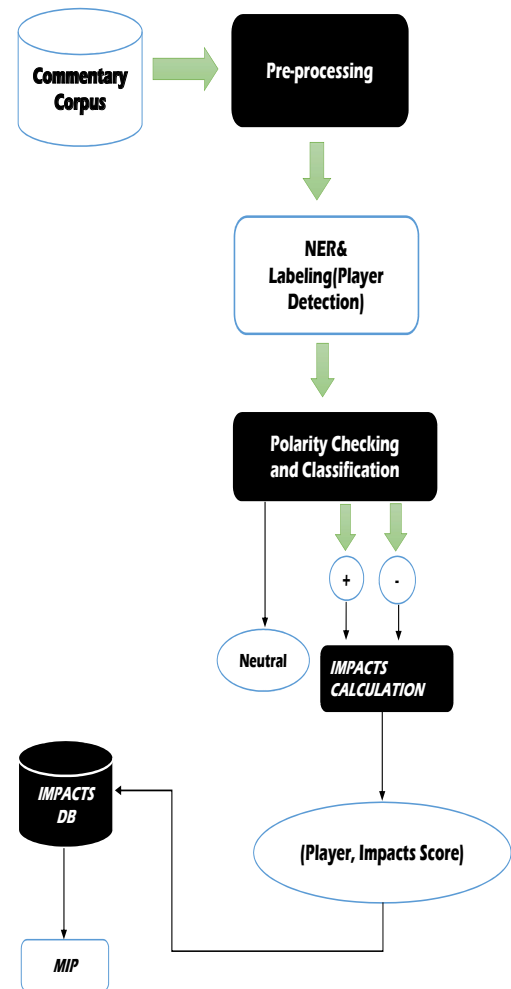 Commentary
Corpus
Pre-processing
NER&
Labeling(Player
Detection)
Polarity Checking
and Classification
+
-
Neutral
IMPACTS
CALCULATION
IMPACTS
DB
(Player, Impacts Score)
MIP